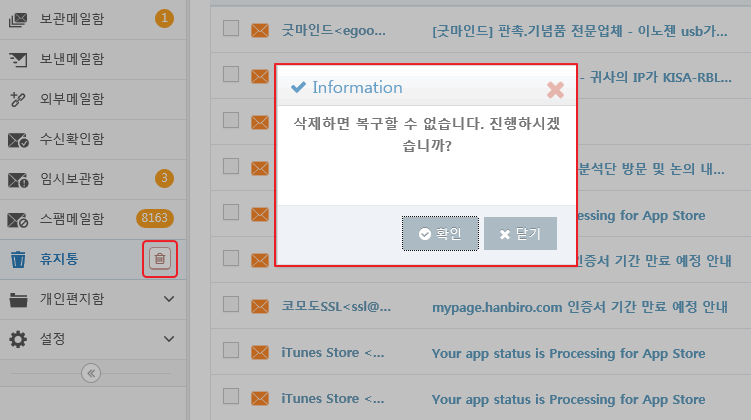 보관메일함 1
보낸메일함
외부메일함
수신확인함
임시보관함 3
스팸메일함 8163
휴지통
개인편지함
설정
굿마인드<egoo... [굿마인드] 판촉.기념품 전문업체 - 이노젠 usb가...
- 귀사의 IP가 KISA-RBL...
Information
삭제하면 복구할 수 없습니다. 진행하시겠
습니까?
확인 닫기
분석단 방문 및 논의 내...
essing for App Store
인증서 기간 만료 예정 안내
코모도SSL<ssl@... mypage.hanbiro.com 인증서 기간 만료 예정 안내
iTunes Store <... Your app status is Processing for App Store
iTunes Store <... Your app status is Processing for App Store